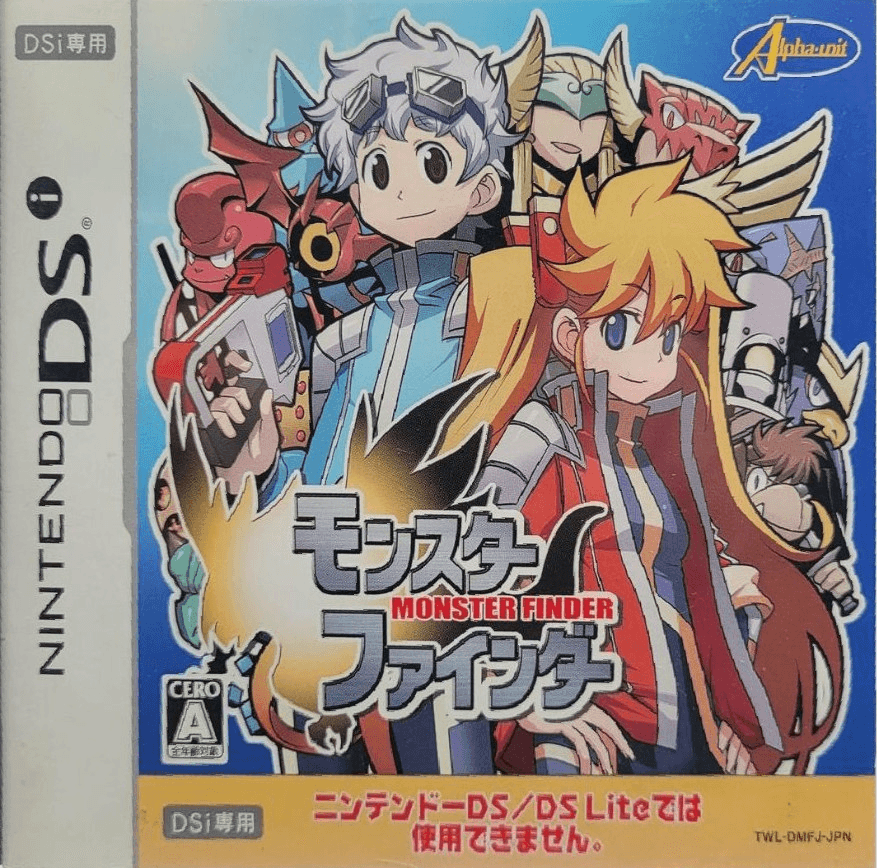 DSi専用
NINTENDO DS i ®
Alpha-unit
モンスター
MONSTER FINDER
ファインダー
CERO
A
全年齢対象
DSi専用
ニンテンドーDS/DS Liteでは
使用できません。
TWL-DMFJ-JPN